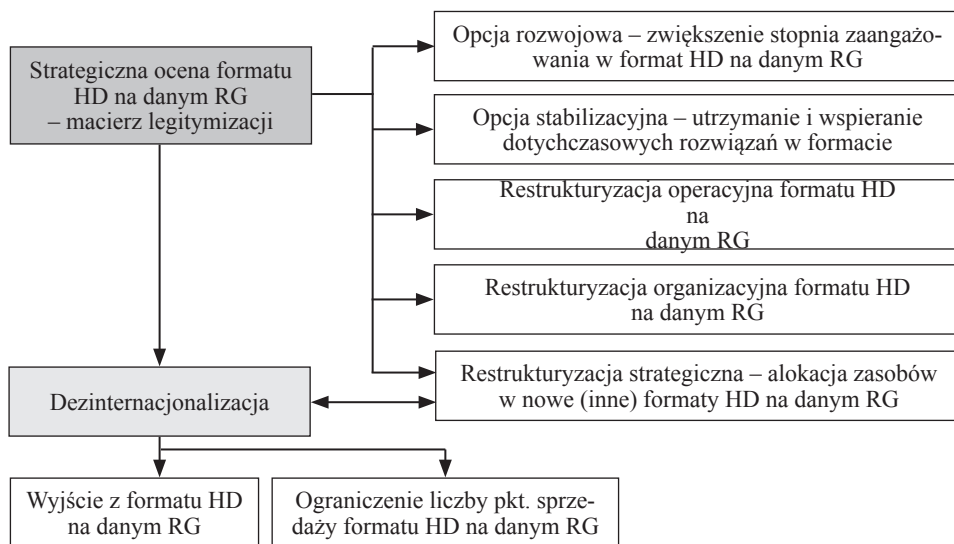 Strategiczna ocena formatu
HD na danym RG
– macierz legitymizacji
Opcja rozwojowa – zwiększenie stopnia zaangażo-
wania w format HD na danym RG
Opcja stabilizacyjna – utrzymanie i wspieranie
dotychczasowych rozwiązań w formacie
Restrukturyzacja operacyjna formatu HD
na
danym RG
Restrukturyzacja organizacyjna formatu HD
na danym RG
Restrukturyzacja strategiczna – alokacja zasobów
w nowe (inne) formaty HD na danym RG
Dezinternacjonalizacja
Wyjście z formatu HD
na danym RG
Ograniczenie liczby pkt. sprze-
daży formatu HD na danym RG